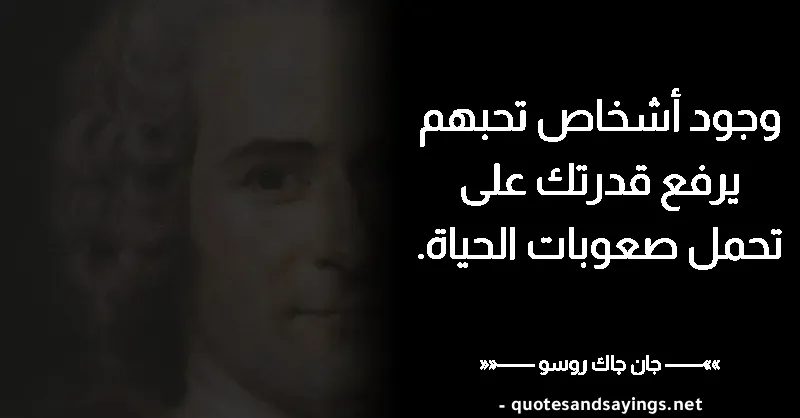 وجود أشخاص تحبهم
يرفع قدرتك على
تحمل صعوبات الحياة.
»»—— جان جاك روسو ——««
- quotesandsayings.net